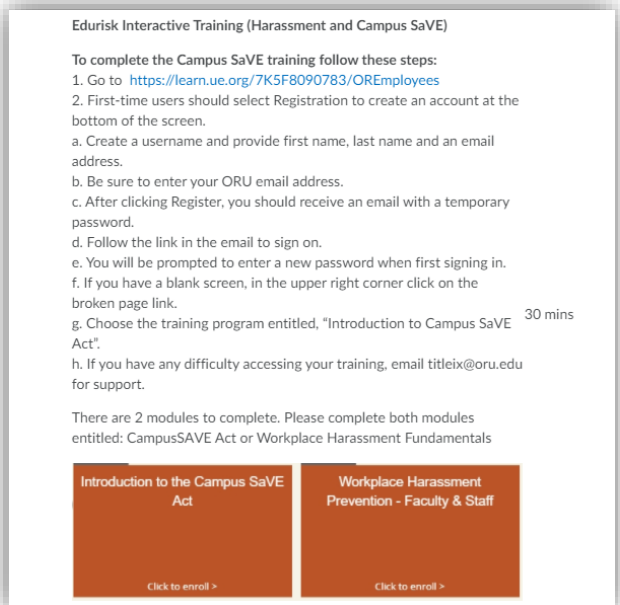 Edurisk Interactive Training (Harassment and Campus SaVE)
To complete the Campus SaVE training follow these steps:
1. Go to https://learn.ue.org/7K5F8090783/OREmployees
2. First-time users should select Registration to create an account at the
bottom of the screen.
a. Create a username and provide first name, last name and an email
address.
b. Be sure to enter your ORU email address.
c. After clicking Register, you should receive an email with a temporary
password.
d. Follow the link in the email to sign on.
e. You will be prompted to enter a new password when first signing in.
f. If you have a blank screen, in the upper right corner click on the
broken page link.
g. Choose the training program entitled, “Introduction to Campus SaVE
Act”.
h. If you have any difficulty accessing your training, email titleix@oru.edu
for support.
30 mins
There are 2 modules to complete. Please complete both modules
entitled: CampusSAVE Act or Workplace Harassment Fundamentals
Introduction to the Campus SaVE
Act
Click to enroll >
Workplace Harassment
Prevention - Faculty & Staff
Click to enroll >